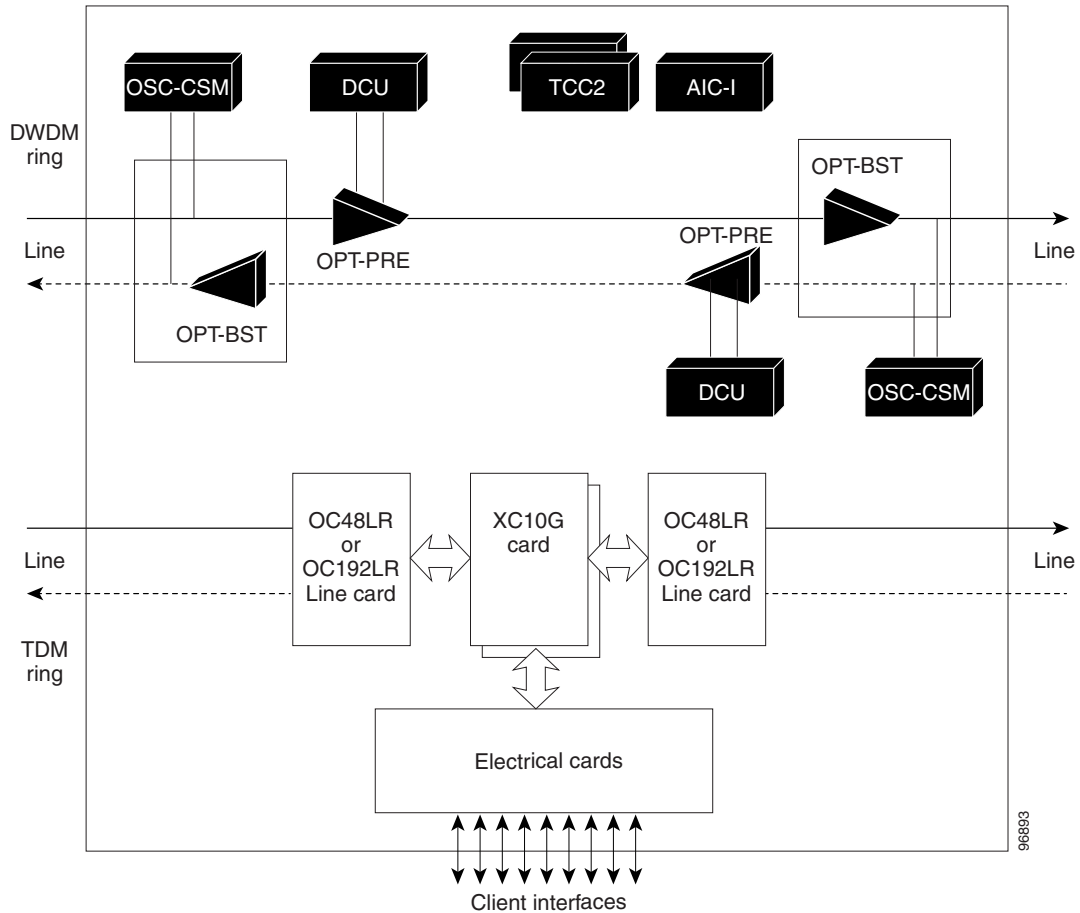 OSC-CSM
DCU
TCC2
AIC-I
DWDM
ring
OPT-BST
Line
OPT-PRE
OPT-PRE
Line
OPT-BST
DCU
OSC-CSM
OC48LR
or
OC192LR
Line card
XC10G
card
OC48LR
or
OC192LR
Line card
Line
Line
TDM
ring
Electrical cards
96893
Client interfaces